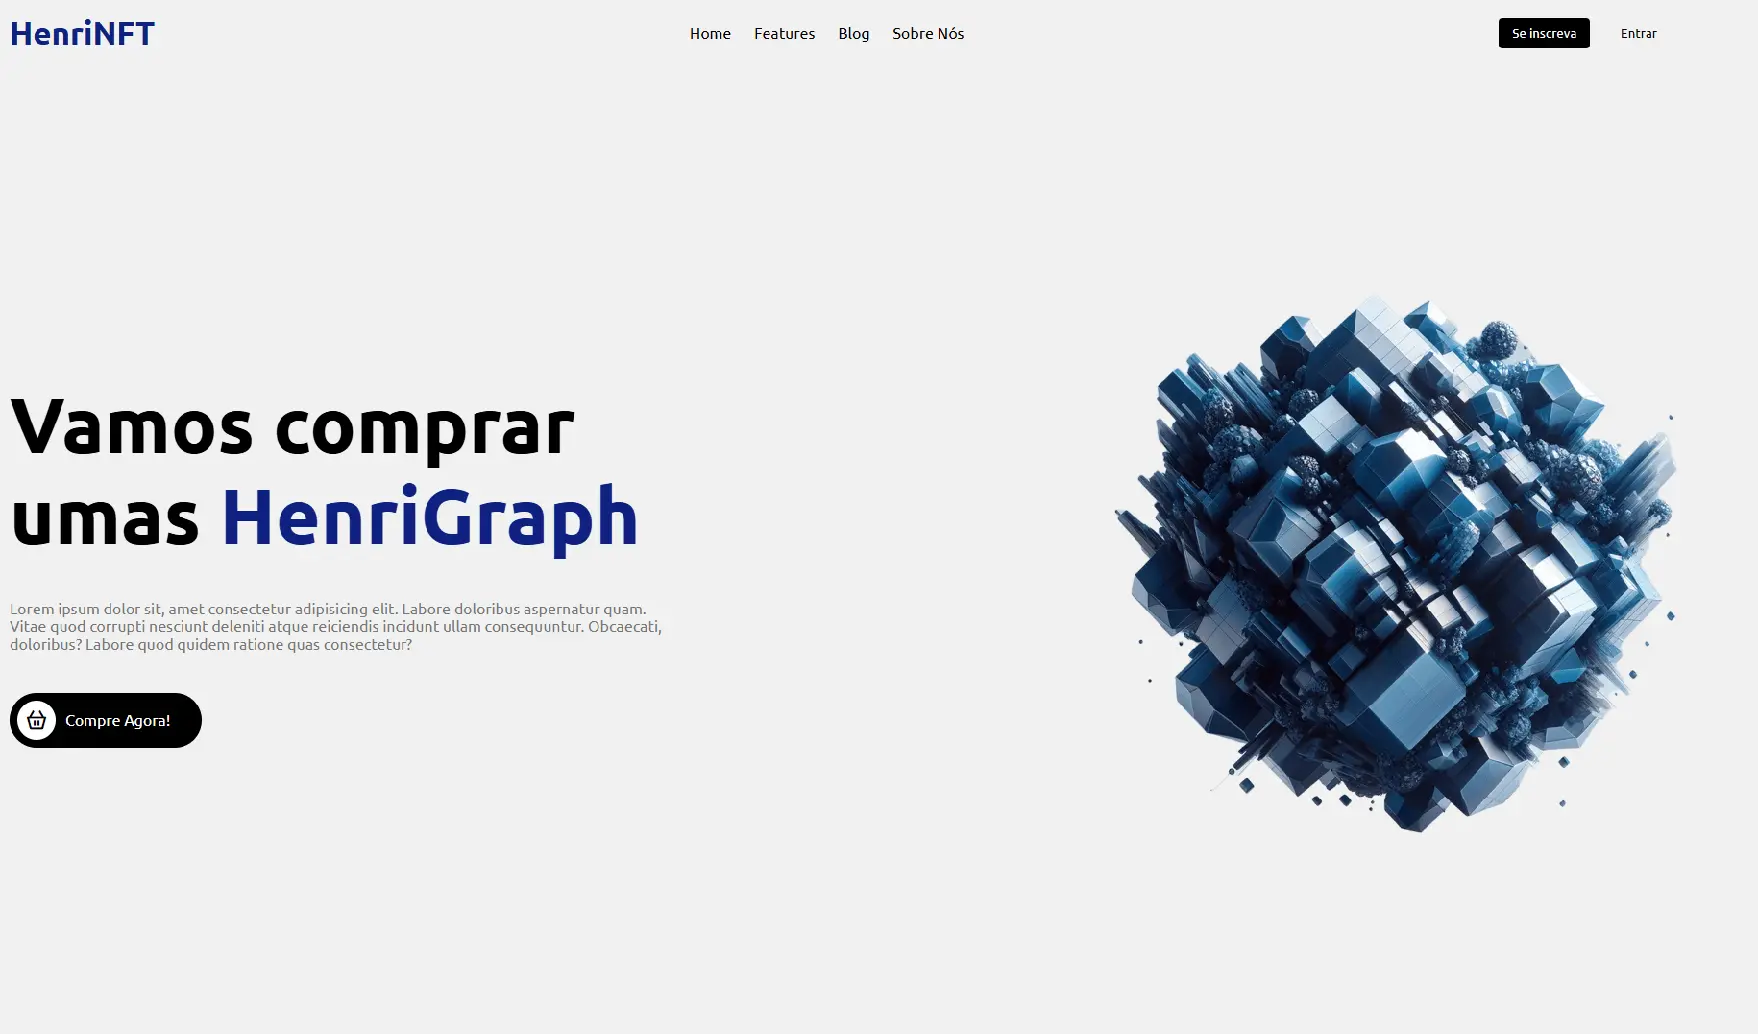 HenriNFT
Home Features Blog Sobre Nós
Se inscreva Entrar
Vamos comprar
umas HenriGraph
Lorem ipsum dolor sit, amet consectetur adipisicing elit. Labore doloribus aspernatur quam.
Vitae quod corrupti nesciunt deleniti atque reiciendis incidunt ullam consequuntur. Obcaecati,
doloribus? Labore quod quidem ratione quas consectetur?
Compre Agora!